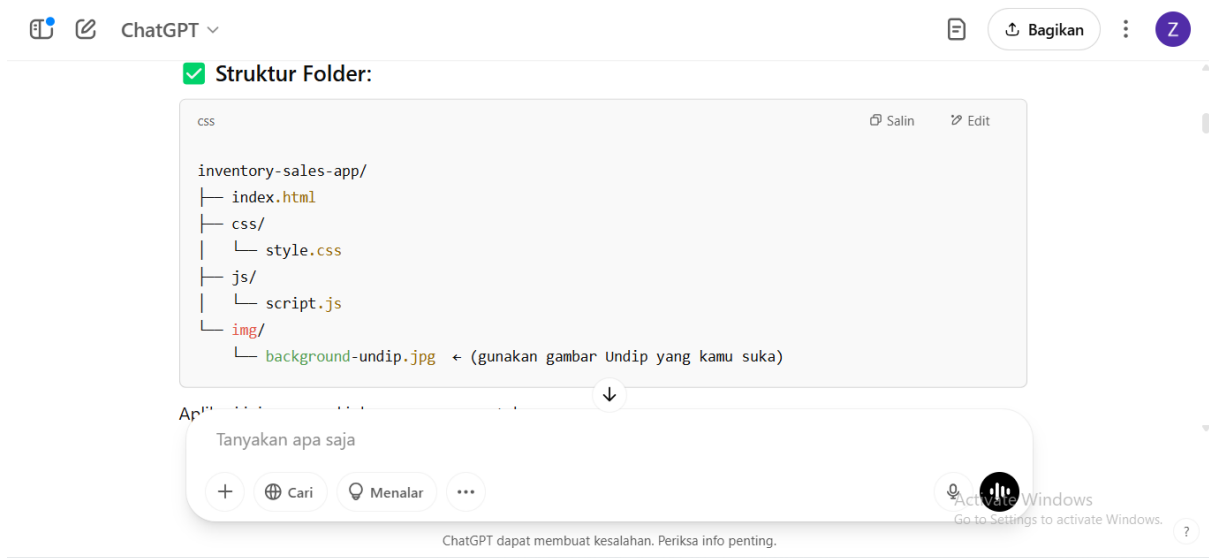 ChatGPT
Bagikan
Z
Struktur Folder:
css
Salin
Edit
inventory-sales-app/
├── index.html
├── css/
│   └── style.css
├── js/
│   └── script.js
└── img/
    └── background-undip.jpg  ← (gunakan gambar Undip yang kamu suka)
Tanyakan apa saja
Cari
Menalar
Activate Windows
Go to Settings to activate Windows.
ChatGPT dapat membuat kesalahan. Periksa info penting.
?